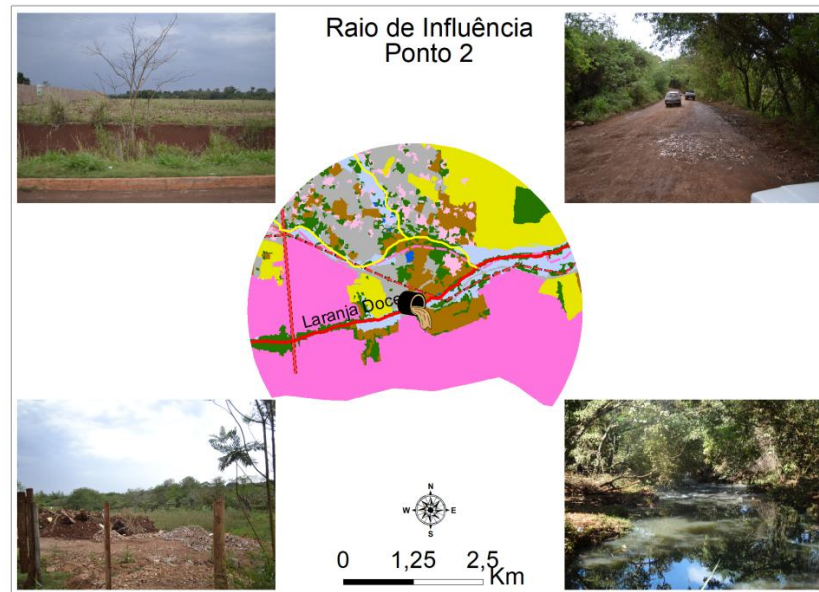 Raio de Influência
Ponto 2
Laranja Doce
N
W E
S
0 1,25 2,5
Km